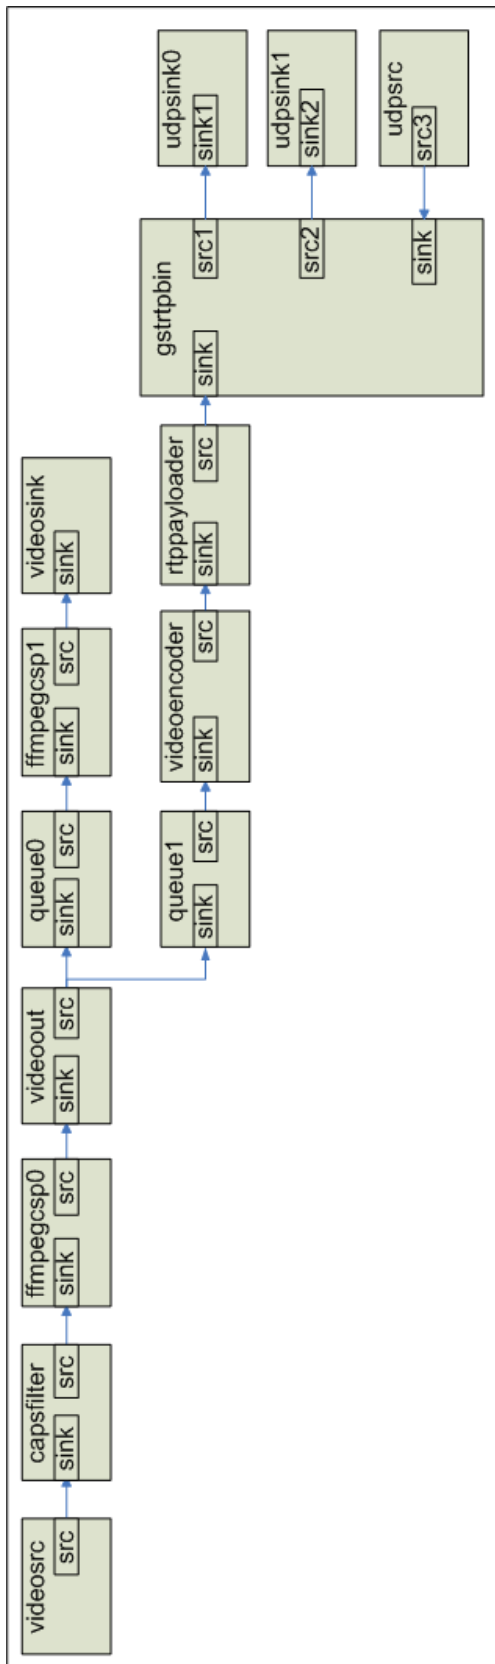 videosrc
src
capsfilter
sink
src
ffmpegcsp0
sink
src
videoout
sink
src
queue0
sink
src
ffmpegcsp1
sink
src
videosink
sink
queue1
sink
src
videoencoder
sink
src
rtppayloader
sink
src
gstrtpbin
sink
src1
src2
sink
udpsink0
sink1
udpsink1
sink2
udpsrc
src3